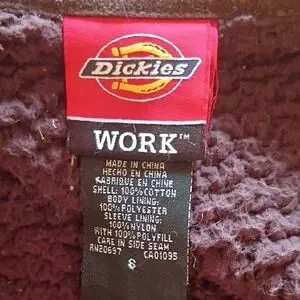 Dickies
WORK™
MADE IN CHINA
HECHO EN CHINA
FABRIQUE EN CHINE
SHELL: 100%COTTON
BODY LINING:
100%POLYESTER
SLEEVE LINING:
100%NYLON
WITH 100%POLYFILL
CARE IN SIDE SEAM
RN20697 CA01095
S